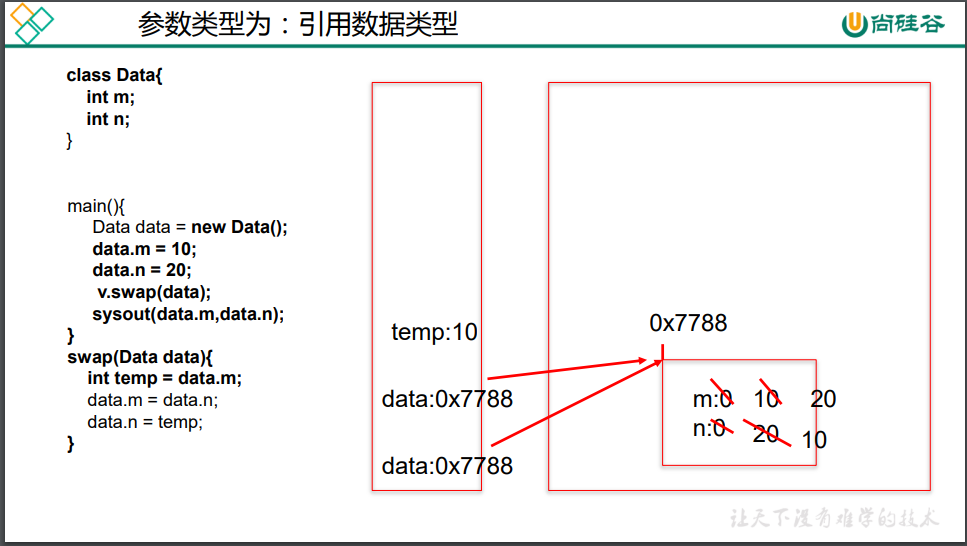 参数类型为：引用数据类型
尚硅谷
class Data{
int m;
int n;
}
main(){
Data data = new Data();
data.m = 10;
data.n = 20;
v.swap(data);
sysout(data.m,data.n);
}
swap(Data data){
int temp = data.m;
data.m = data.n;
data.n = temp;
}
temp:10
data:0x7788
data:0x7788
0x7788
m:0 10 20
n:0 20 10
让天下没有难学的技术